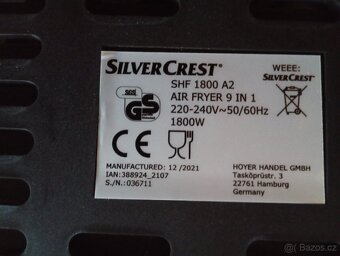 SILVERCREST®
SHF 1800 A2
AIR FRYER 9 IN 1
220-240V~50/60Hz
1800W
WEEE:
SILVERCREST®
SGS
GS
CE
MANUFACTURED: 12/2021
IAN:388924_2107
S./N.:036711
HOYER HANDEL GMBH
Tasköprüstr. 3
22761 Hamburg
Germany
Bazos.cz